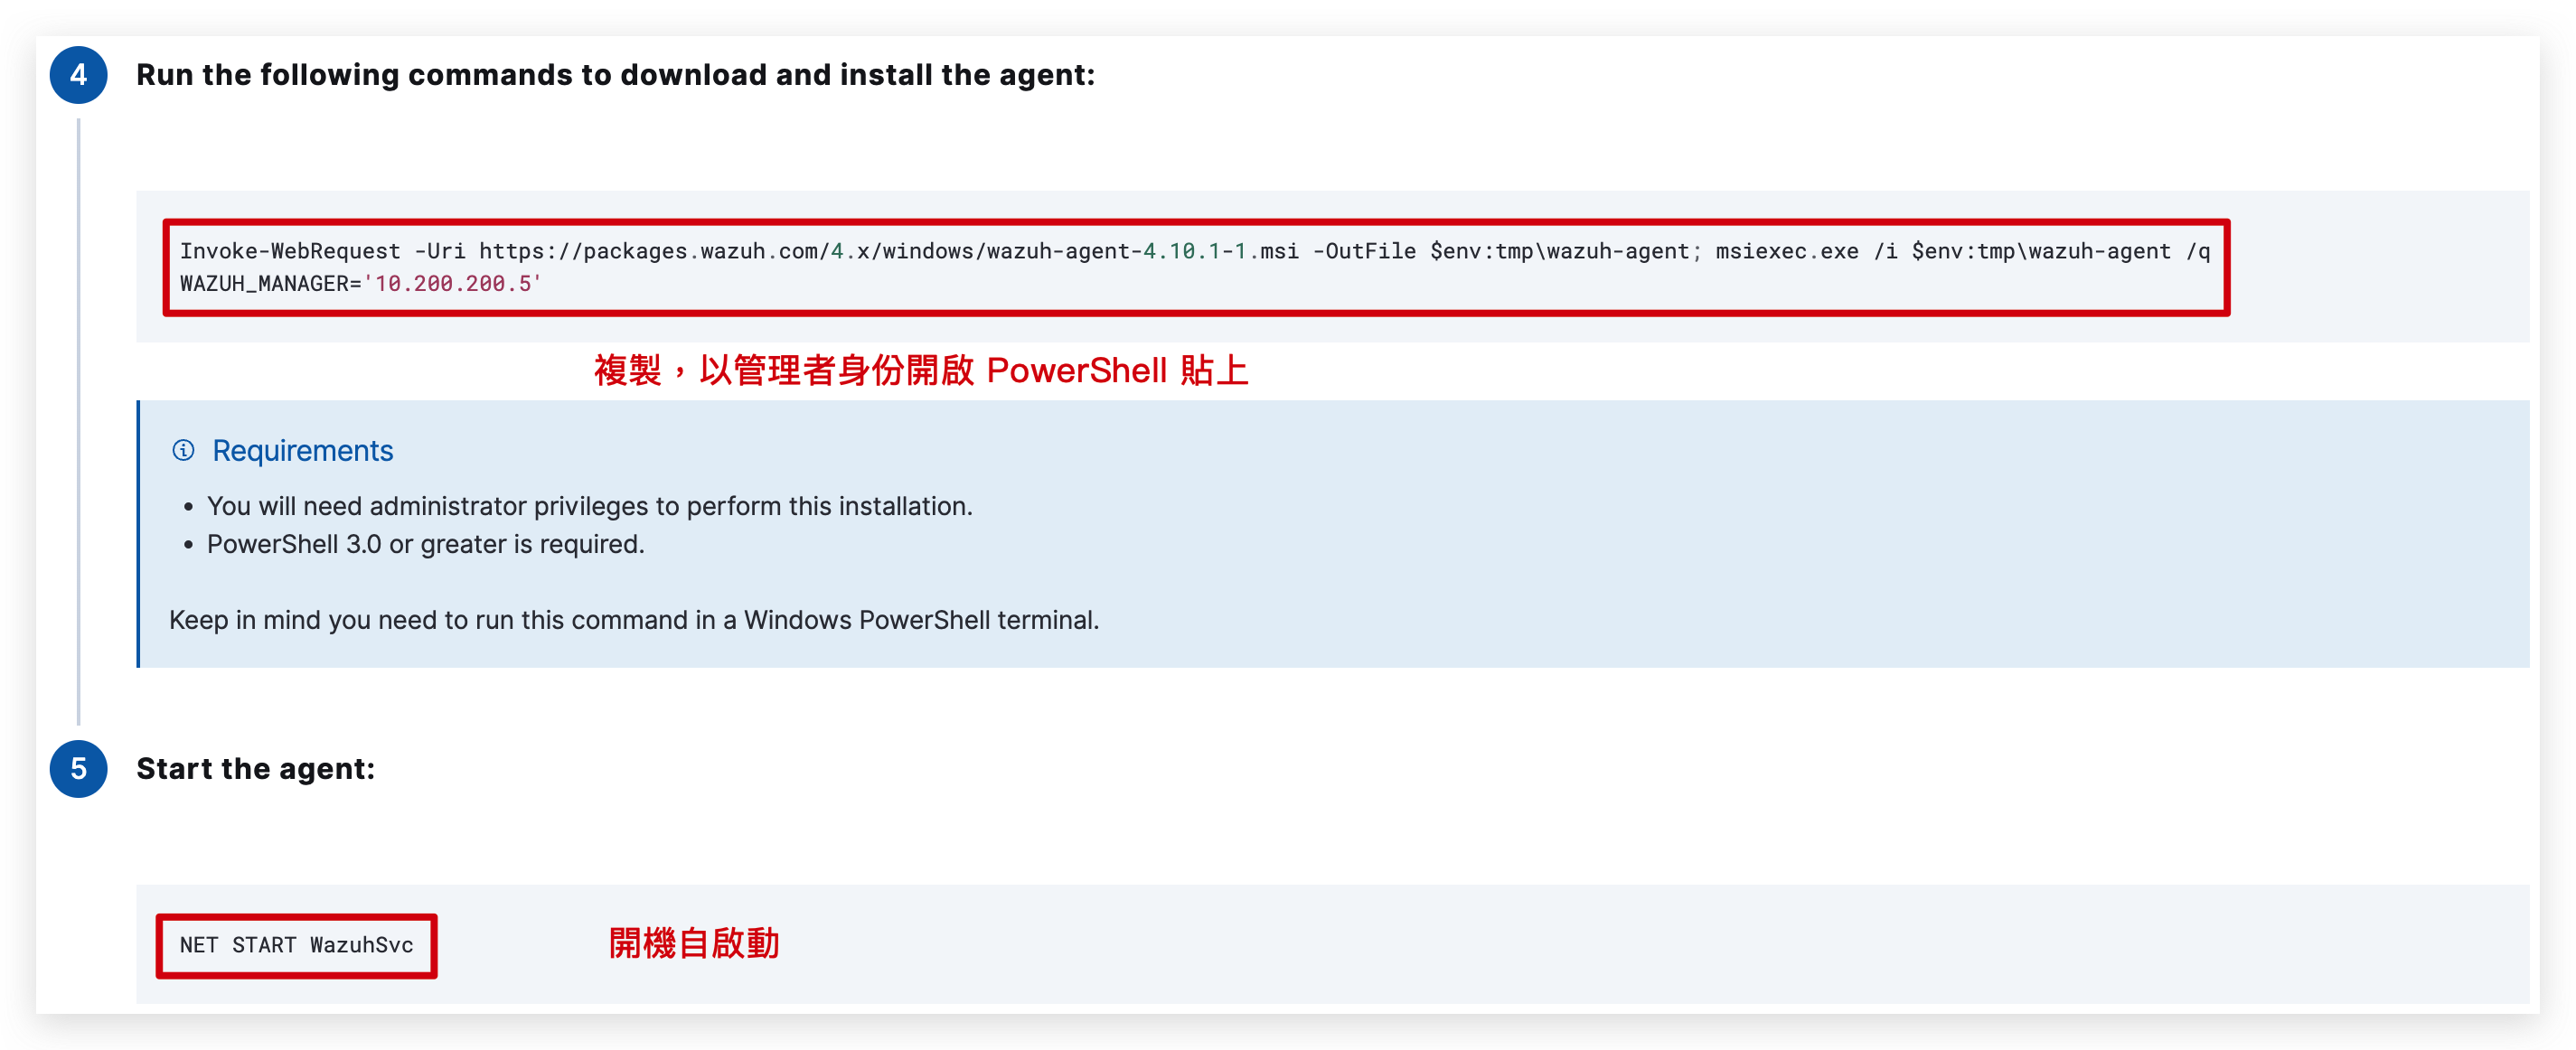 4
Run the following commands to download and install the agent:
Invoke-WebRequest -Uri https://packages.wazuh.com/4.x/windows/wazuh-agent-4.10.1-1.msi -OutFile $env:tmp\wazuh-agent; msiexec.exe /i $env:tmp\wazuh-agent /q
WAZUH_MANAGER='10.200.200.5'
複製，以管理者身份開啟 PowerShell 貼上
Requirements
• You will need administrator privileges to perform this installation.
• PowerShell 3.0 or greater is required.
Keep in mind you need to run this command in a Windows PowerShell terminal.
5
Start the agent:
NET START WazuhSvc
開機自啟動